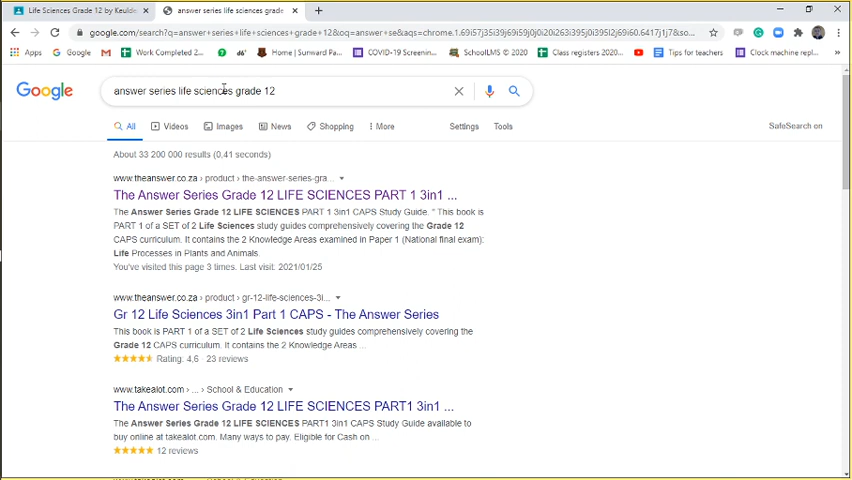 Life Sciences Grade 12 by Keulde
answer series life sciences grade
google.com/search?q=answer+series+life+sciences+grade+12&oq=answer+se&aqs=chrome.1.69i57j35i39j69i59j0j0i20i263i395j0i395l2j69i60.6417j1j7&so...
Apps
Google
Work Completed 2...
Home | Sunward Pa...
COVID-19 Screenin...
SchoolLMS © 2020
Class registers 2020...
Tips for teachers
Clock machine repl...
Google
answer series life sciences grade 12
All Videos Images News Shopping More Settings Tools SafeSearch on
About 33 200 000 results (0,41 seconds)
www.theanswer.co.za › product › the-answer-series-gra...
The Answer Series Grade 12 LIFE SCIENCES PART 1 3in1 ...
The Answer Series Grade 12 LIFE SCIENCES PART 1 3in1 CAPS Study Guide. " This book is
PART 1 of a SET of 2 Life Sciences study guides comprehensively covering the Grade 12
CAPS curriculum. It contains the 2 Knowledge Areas examined in Paper 1 (National final exam):
Life Processes in Plants and Animals.
You've visited this page 3 times. Last visit: 2021/01/25
www.theanswer.co.za › product › gr-12-life-sciences-3i...
Gr 12 Life Sciences 3in1 Part 1 CAPS - The Answer Series
This book is PART 1 of a SET of 2 Life Sciences study guides comprehensively covering the
Grade 12 CAPS curriculum. It contains the 2 Knowledge Areas ...
Rating: 4,6 · 23 reviews
www.takealot.com › ... › School & Education
The Answer Series Grade 12 LIFE SCIENCES PART1 3in1 ...
The Answer Series Grade 12 LIFE SCIENCES PART1 3in1 CAPS Study Guide available to
buy online at takealot.com. Many ways to pay. Eligible for Cash on ...
12 reviews